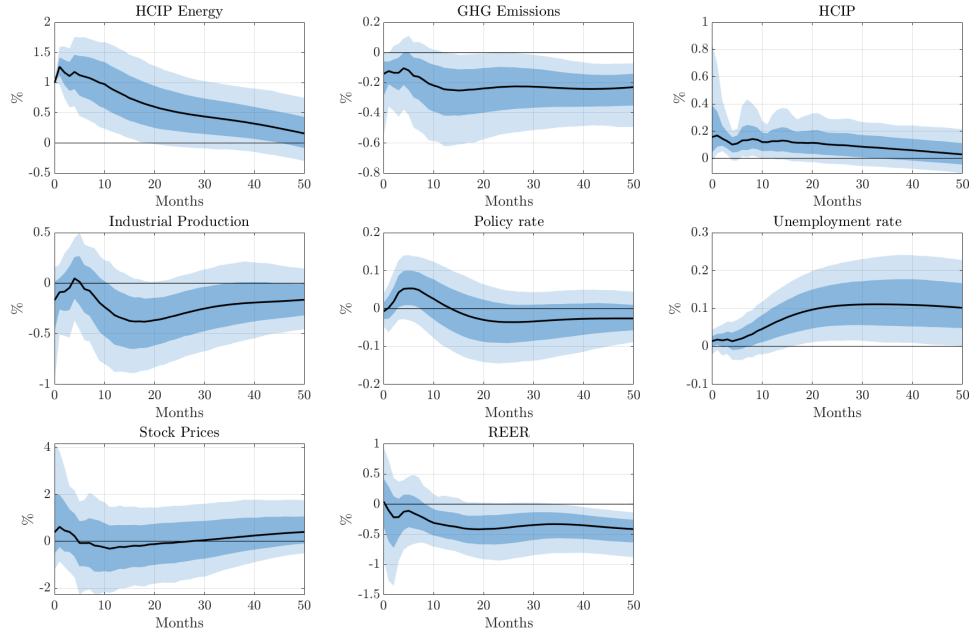 HCIP Energy
GHG Emissions
HCIP
1.5
1
%
0.5
0
-0.5
0 10 20 30 40 50
Months
0.2
0
-0.2
%
-0.4
-0.6
-0.8
0 10 20 30 40 50
Months
1
0.8
0.6
%
0.4
0.2
0
0 10 20 30 40 50
Months
Industrial Production
Policy rate
Unemployment rate
0.5
0
%
-0.5
-1
0 10 20 30 40 50
Months
0.2
0.1
%
0
-0.1
-0.2
0 10 20 30 40 50
Months
0.3
0.2
%
0.1
0
-0.1
0 10 20 30 40 50
Months
Stock Prices
REER
4
2
%
0
-2
0 10 20 30 40 50
Months
1
0.5
0
%
-0.5
-1
-1.5
0 10 20 30 40 50
Months